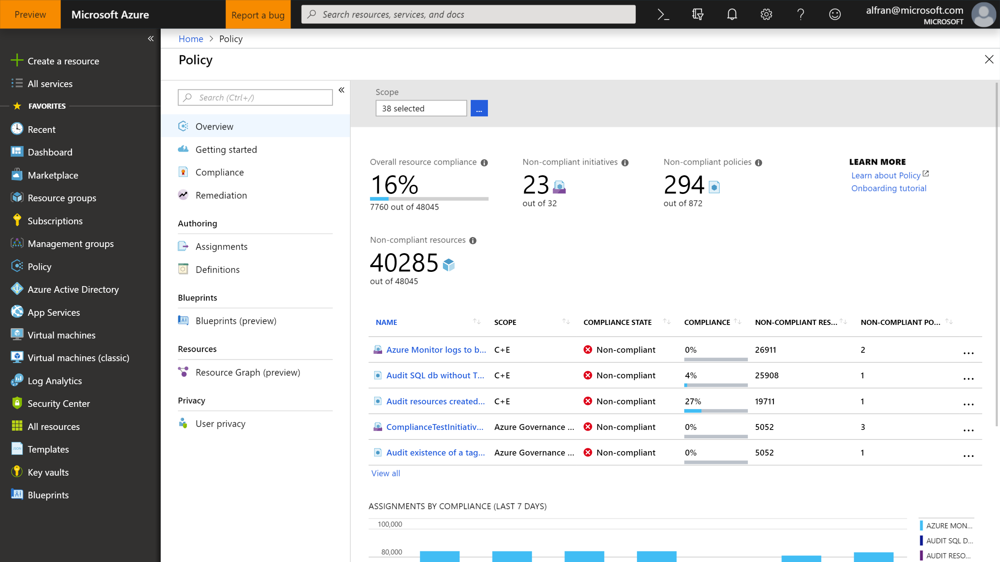 Preview
Microsoft Azure
Report a bug
Search resources, services, and docs
alfran@microsoft.com
MICROSOFT
Create a resource
All services
FAVORITES
Recent
Dashboard
Marketplace
Resource groups
Subscriptions
Management groups
Policy
Azure Active Directory
App Services
Virtual machines
Virtual machines (classic)
Log Analytics
Security Center
All resources
JSON
Templates
Key vaults
Blueprints
Home > Policy
Policy
Search (Ctrl+/)
Overview
Getting started
Compliance
Remediation
Authoring
Assignments
Definitions
Blueprints
Blueprints (preview)
Resources
Resource Graph (preview)
Privacy
User privacy
Scope
38 selected
...
Overall resource compliance
16%
7760 out of 48045
Non-compliant initiatives
23
out of 32
Non-compliant policies
294
out of 872
LEARN MORE
Learn about Policy
Onboarding tutorial
Non-compliant resources
40285
out of 48045
NAME SCOPE COMPLIANCE STATE COMPLIANCE NON-COMPLIANT RES... NON-COMPLIANT PO...
Azure Monitor logs to b... C+E Non-compliant 0% 26911 2 ...
Audit SQL db without T... C+E Non-compliant 4% 25908 1 ...
Audit resources created... C+E Non-compliant 27% 19711 1 ...
ComplianceTestInitiativ... Azure Governance ... Non-compliant 0% 5052 3 ...
Audit existence of a tag... Azure Governance ... Non-compliant 0% 5052 1 ...
View all
ASSIGNMENTS BY COMPLIANCE (LAST 7 DAYS)
100,000
80,000
AZURE MON...
AUDIT SQL D...
AUDIT RESO...